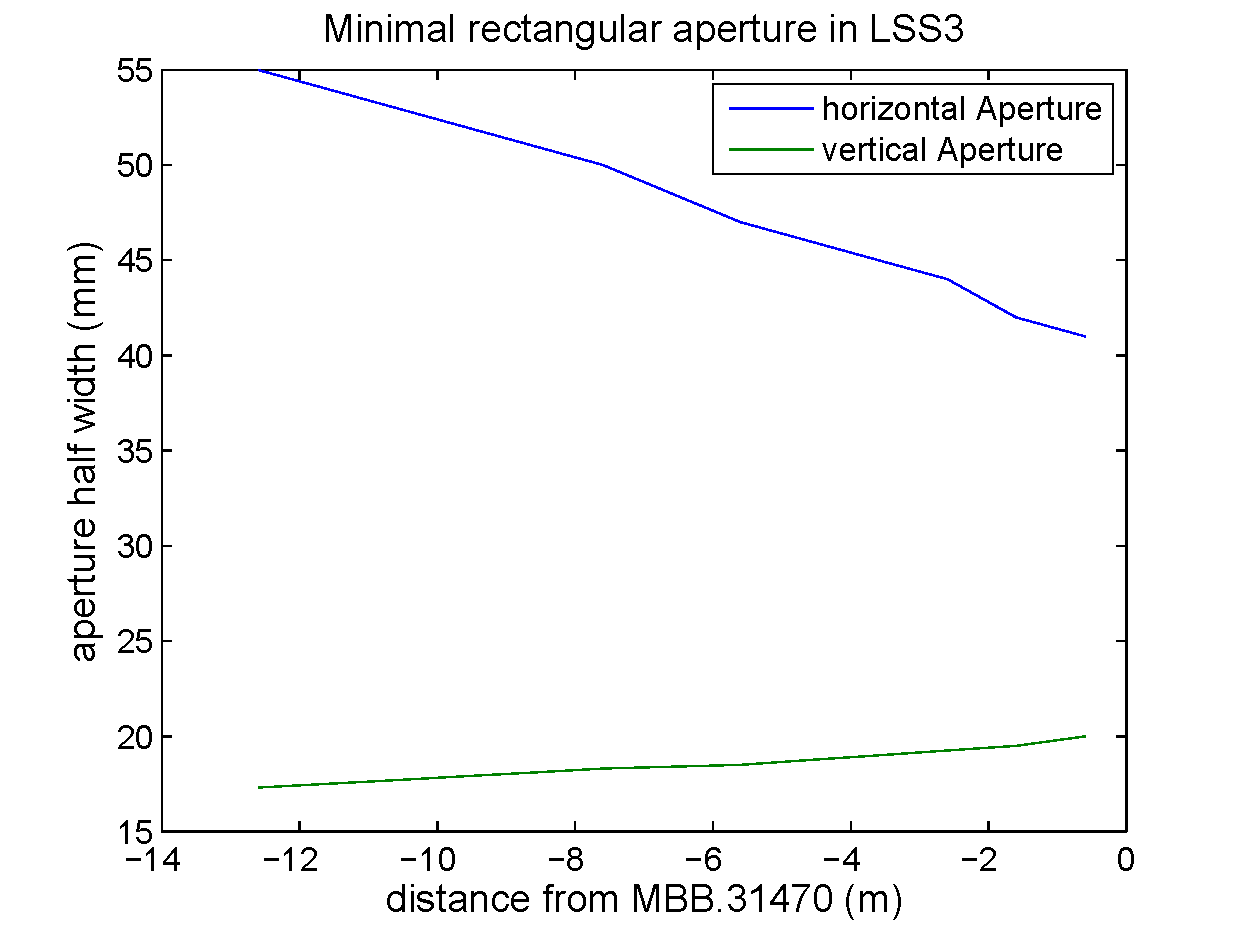 Minimal rectangular aperture in LSS3
horizontal Aperture
vertical Aperture
aperture half width (mm)
55
50
45
40
35
30
25
20
15
−14 −12 −10 −8 −6 −4 −2 0
distance from MBB.31470 (m)